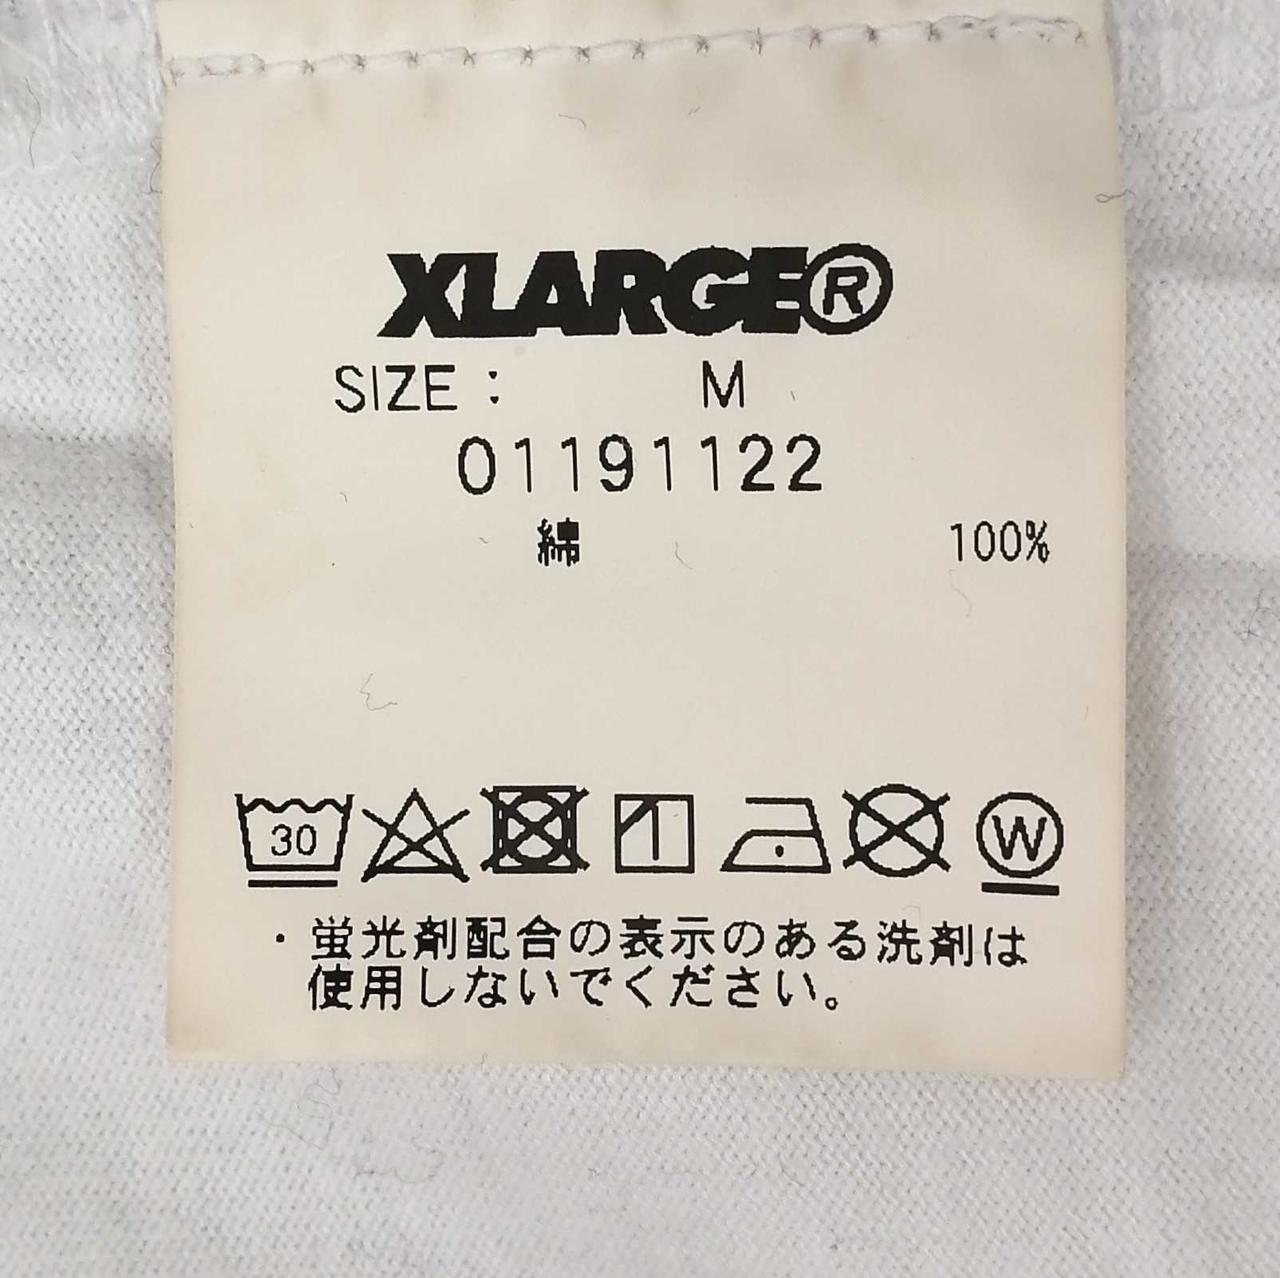 XLARGE®
SIZE : M
01191122
綿 100%
30 W
・蛍光剤配合の表示のある洗剤は
使用しないでください。